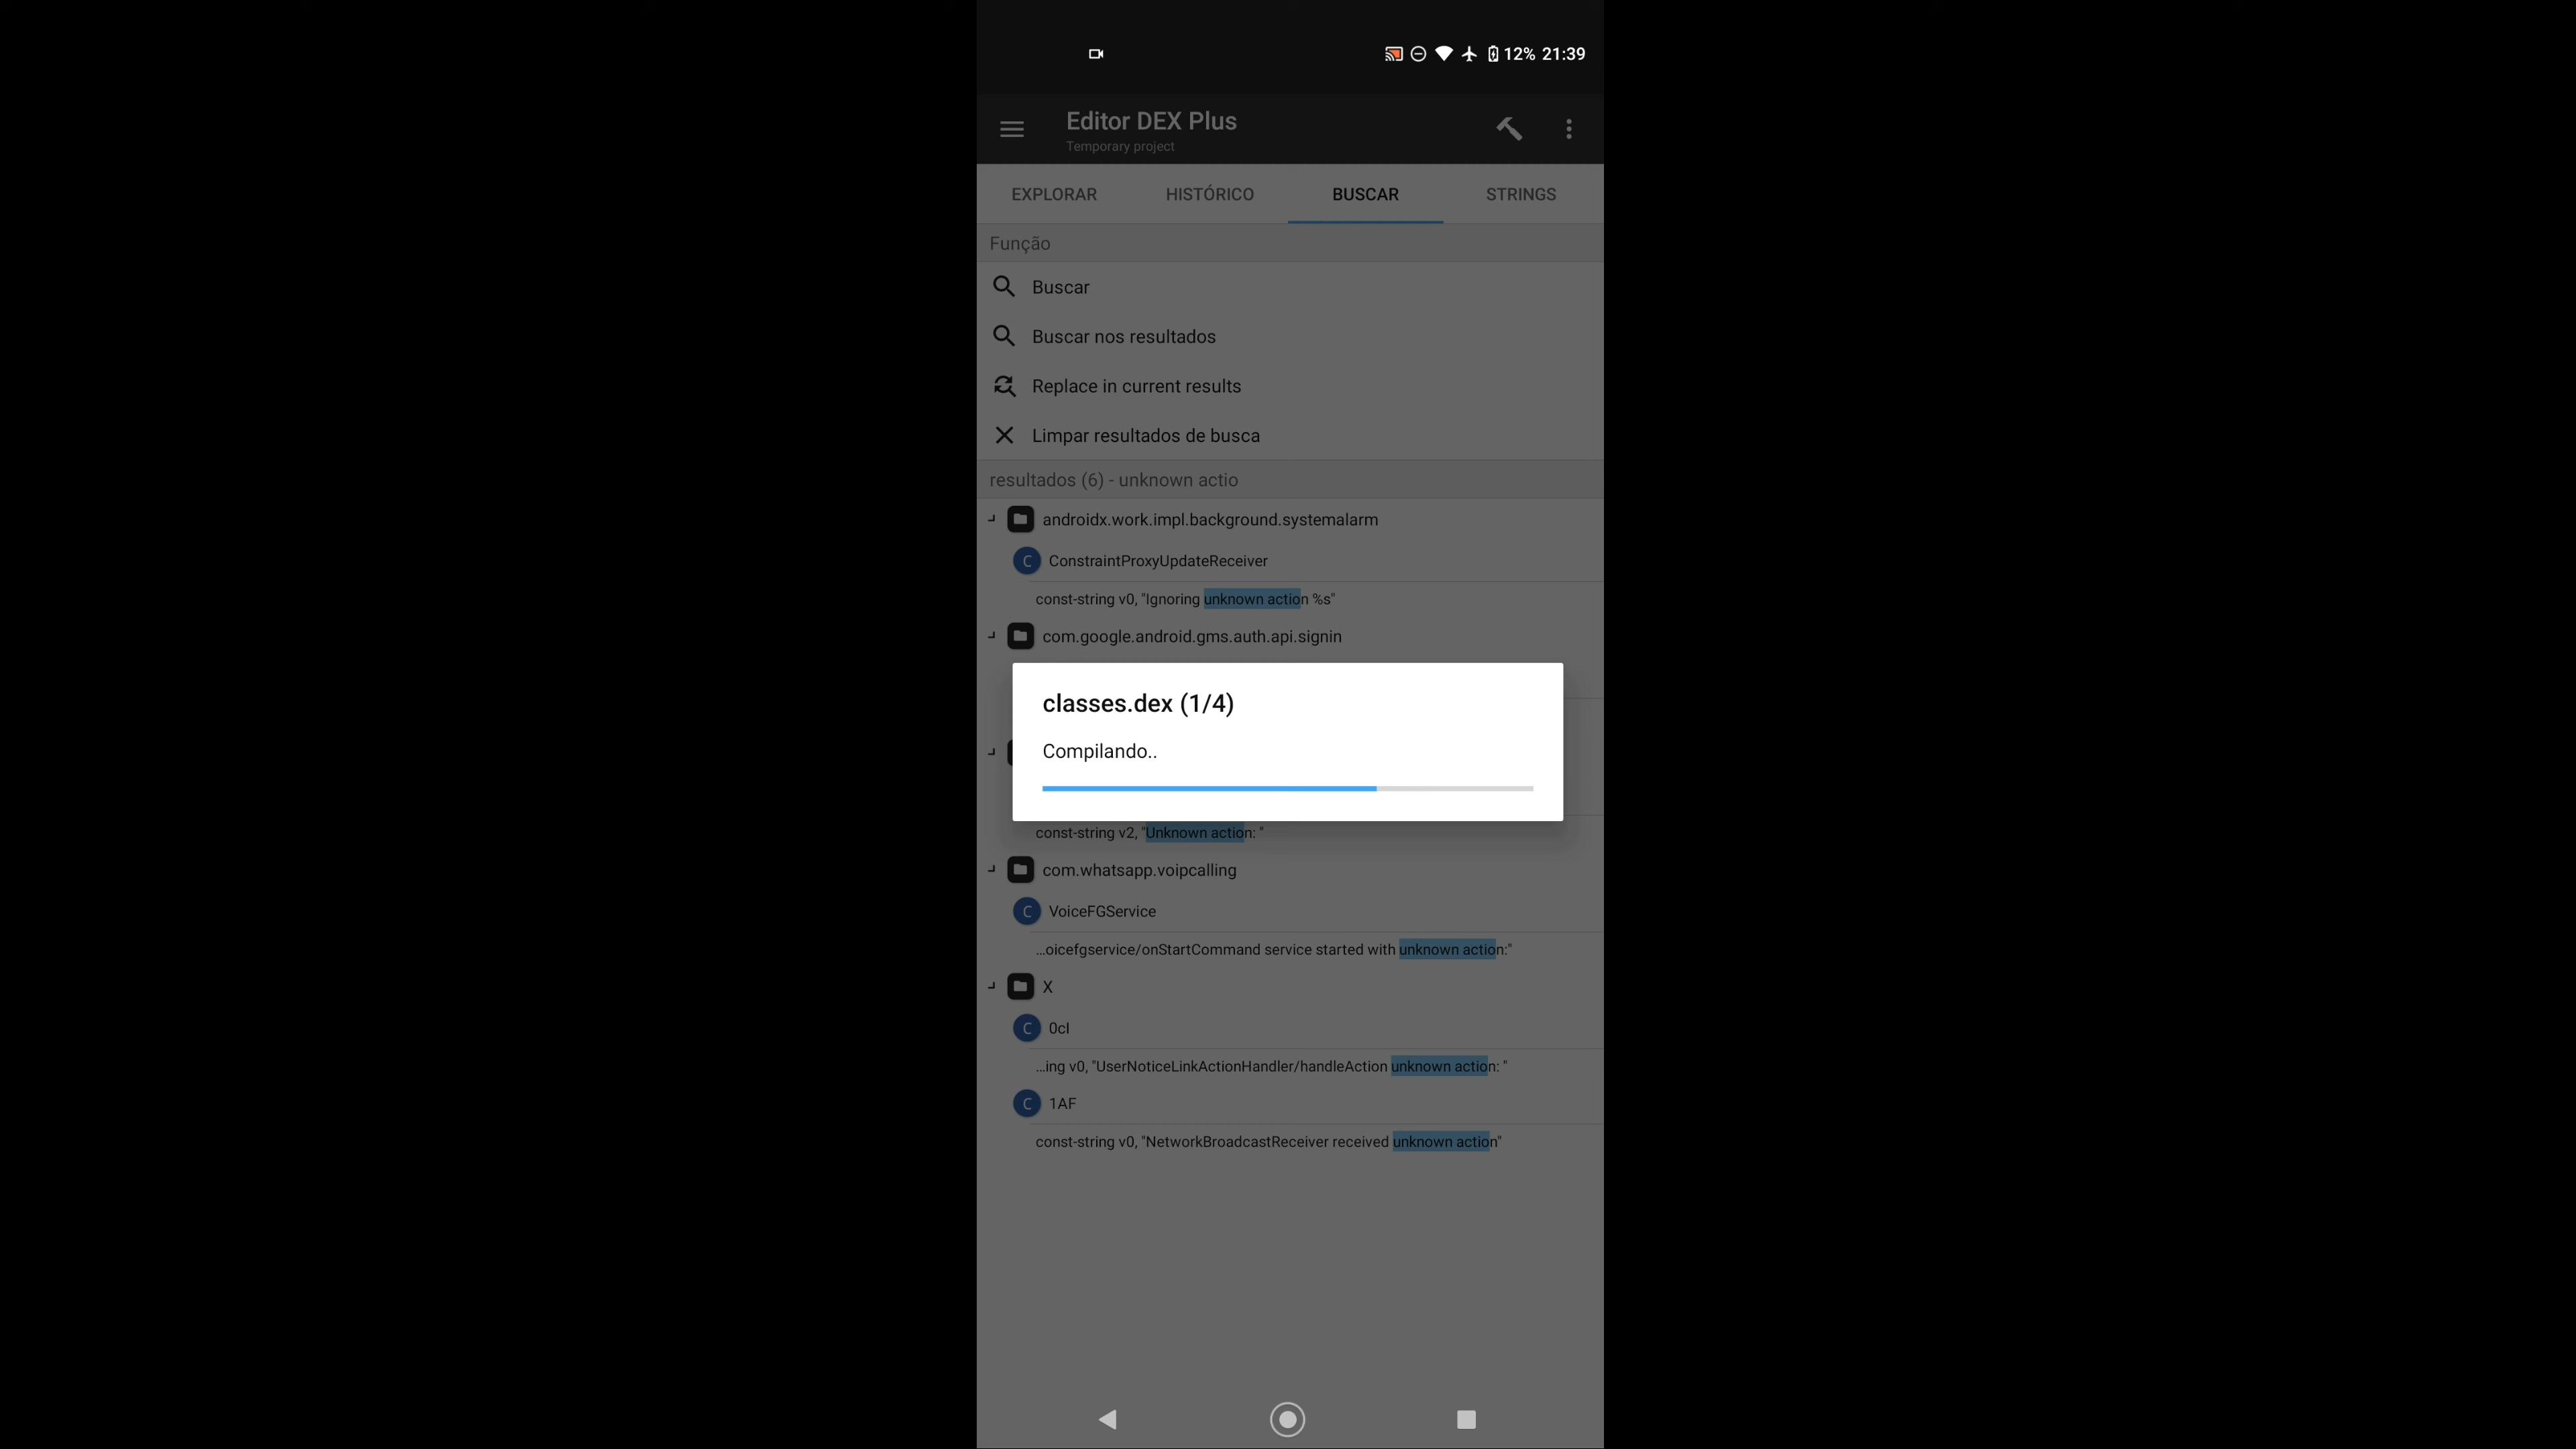 12% 21:39
Editor DEX Plus
Temporary project
EXPLORAR HISTÓRICO BUSCAR STRINGS
Função
Buscar
Buscar nos resultados
Replace in current results
Limpar resultados de busca
resultados (6) - unknown actio
androidx.work.impl.background.systemalarm
C ConstraintProxyUpdateReceiver
const-string v0, "Ignoring unknown action %s"
com.google.android.gms.auth.api.signin
classes.dex (1/4)
Compilando..
const-string v2, "Unknown action: "
com.whatsapp.voipcalling
C VoiceFGService
...oicefgservice/onStartCommand service started with unknown action:"
X
C 0cI
...ing v0, "UserNoticeLinkActionHandler/handleAction unknown action: "
C 1AF
const-string v0, "NetworkBroadcastReceiver received unknown action"